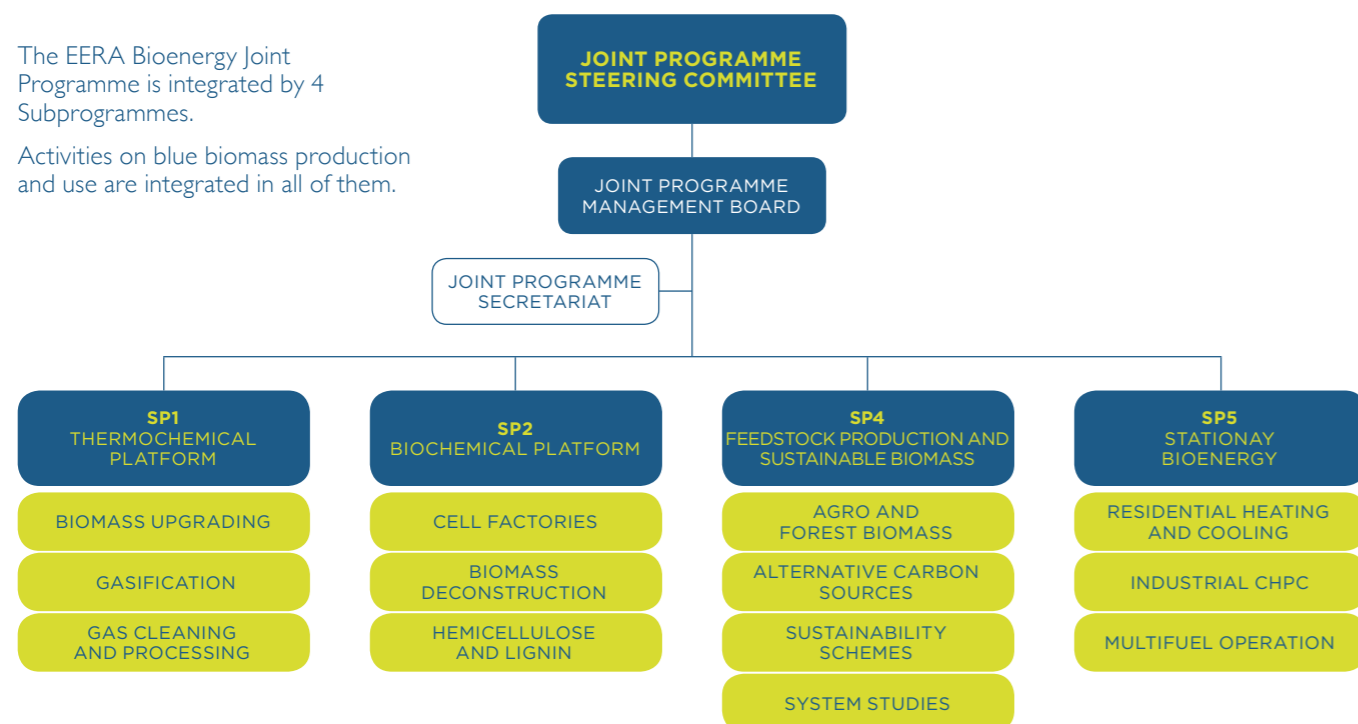 The EERA Bioenergy Joint
Programme is integrated by 4
Subprogrammes.
Activities on blue biomass production
and use are integrated in all of them.
JOINT PROGRAMME
STEERING COMMITTEE
JOINT PROGRAMME
MANAGEMENT BOARD
JOINT PROGRAMME
SECRETARIAT
SP1
THERMOCHEMICAL
PLATFORM
BIOMASS UPGRADING
GASIFICATION
GAS CLEANING
AND PROCESSING
SP2
BIOCHEMICAL PLATFORM
CELL FACTORIES
BIOMASS
DECONSTRUCTION
HEMICELLULOSE
AND LIGNIN
SP4
FEEDSTOCK PRODUCTION AND
SUSTAINABLE BIOMASS
AGRO AND
FOREST BIOMASS
ALTERNATIVE CARBON
SOURCES
SUSTAINABILITY
SCHEMES
SYSTEM STUDIES
SP5
STATIONAY
BIOENERGY
RESIDENTIAL HEATING
AND COOLING
INDUSTRIAL CHPC
MULTIFUEL OPERATION